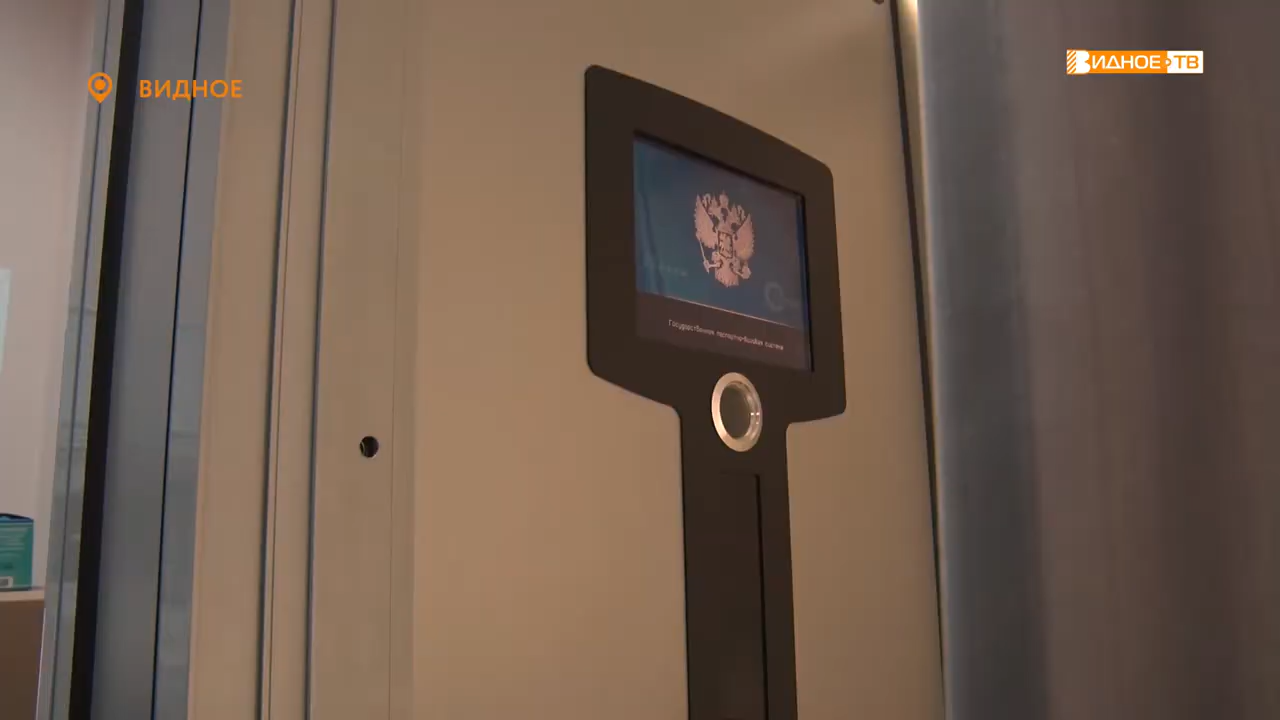 ВИДНОЕ
ВИДНОЕ ТВ
Государственная паспортно-визовая система